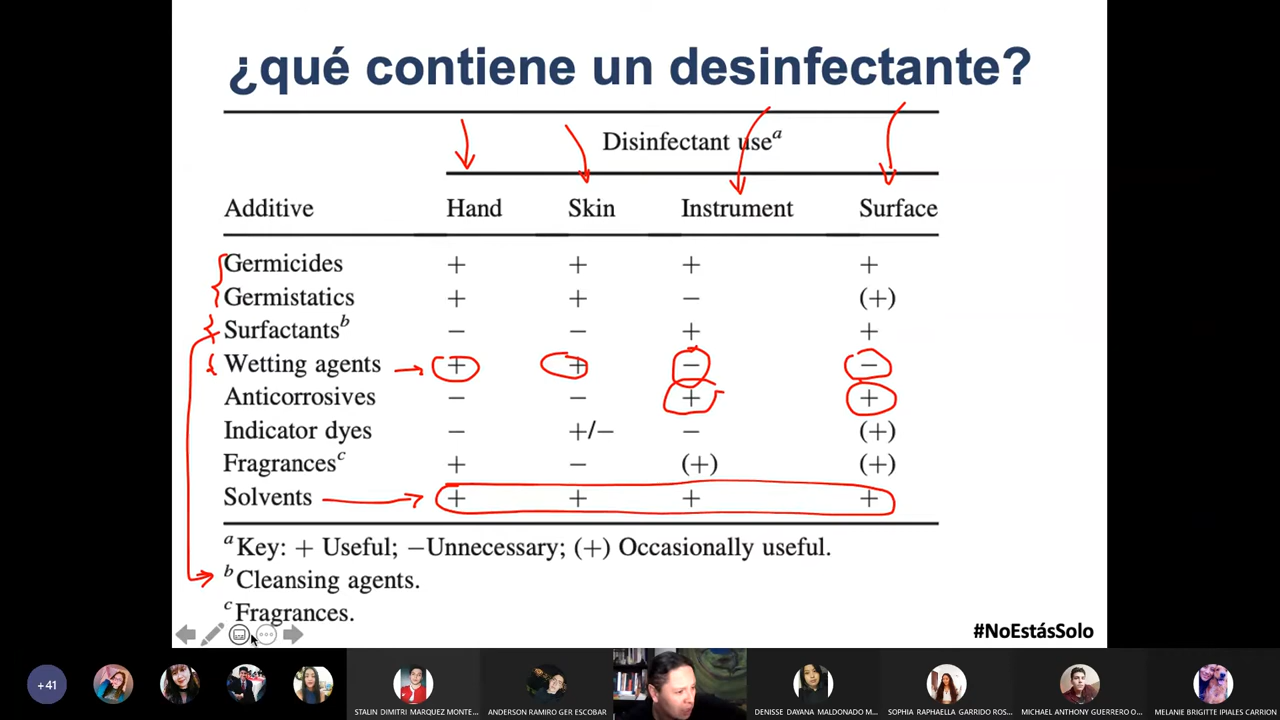 ¿qué contiene un desinfectante?
Disinfectant use^a
Additive Hand Skin Instrument Surface
Germicides + + + +
Germistatics + + − (+)
Surfactants^b − − + +
Wetting agents + + − −
Anticorrosives − − + +
Indicator dyes − +/− − (+)
Fragrances^c + − (+) (+)
Solvents + + + +
^a Key: + Useful; −Unnecessary; (+) Occasionally useful.
^b Cleansing agents.
^c Fragrances.
#NoEstásSolo
+41
STALIN DIMITRI MARQUEZ MONTE...
ANDERSON RAMIRO GER ESCOBAR
DENISSE DAYANA MALDONADO M...
SOPHIA RAPHAELLA GARRIDO ROS...
MICHAEL ANTHONY GUERRERO O...
MELANIE BRIGITTE IPIALES CARRION